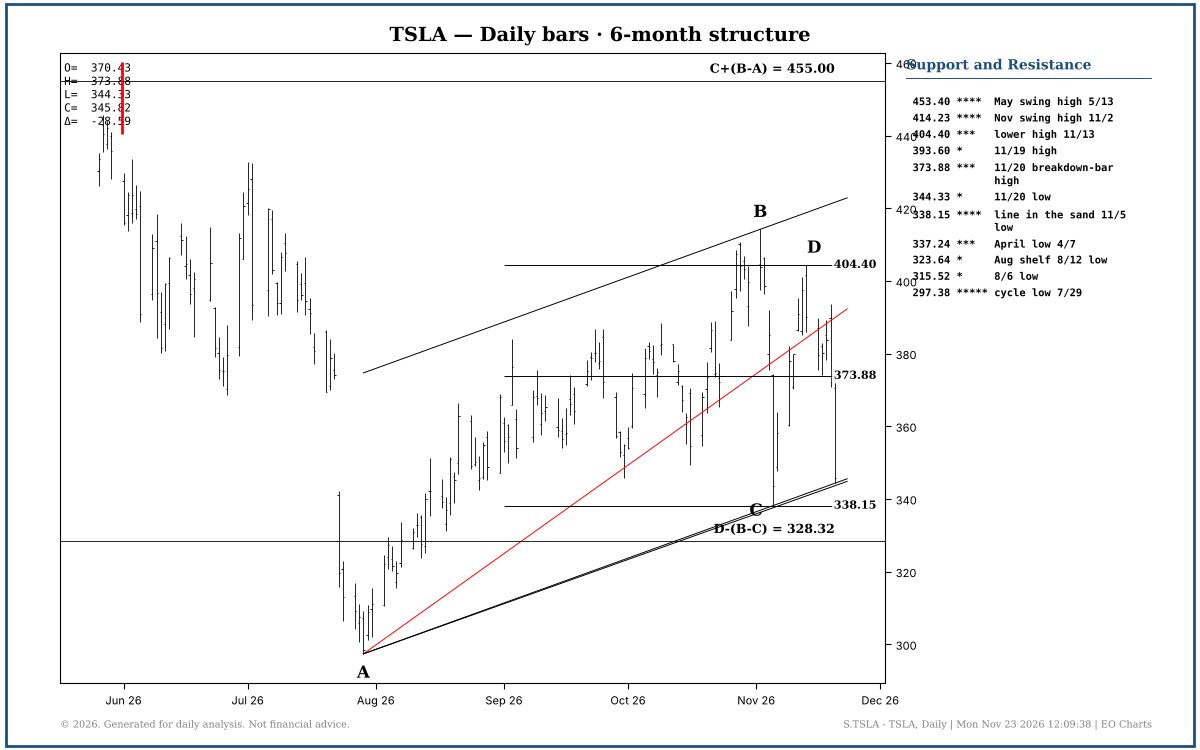 TSLA — Daily bars · 6-month structure
O= 370.43
H= 373.88
L= 344.33
C= 345.82
Δ= -28.59
C+(B-A) = 455.00
B
D
404.40
373.88
338.15
C
D-(B-C) = 328.32
A
460
440
420
400
380
360
340
320
300
Jun 26
Jul 26
Aug 26
Sep 26
Oct 26
Nov 26
Dec 26
Support and Resistance
453.40 **** May swing high 5/13
414.23 **** Nov swing high 11/2
404.40 *** lower high 11/13
393.60 * 11/19 high
373.88 *** 11/20 breakdown-bar
high
344.33 * 11/20 low
338.15 **** line in the sand 11/5
low
337.24 *** April low 4/7
323.64 * Aug shelf 8/12 low
315.52 * 8/6 low
297.38 ***** cycle low 7/29
© 2026. Generated for daily analysis. Not financial advice.
S.TSLA - TSLA, Daily | Mon Nov 23 2026 12:09:38 | EO Charts